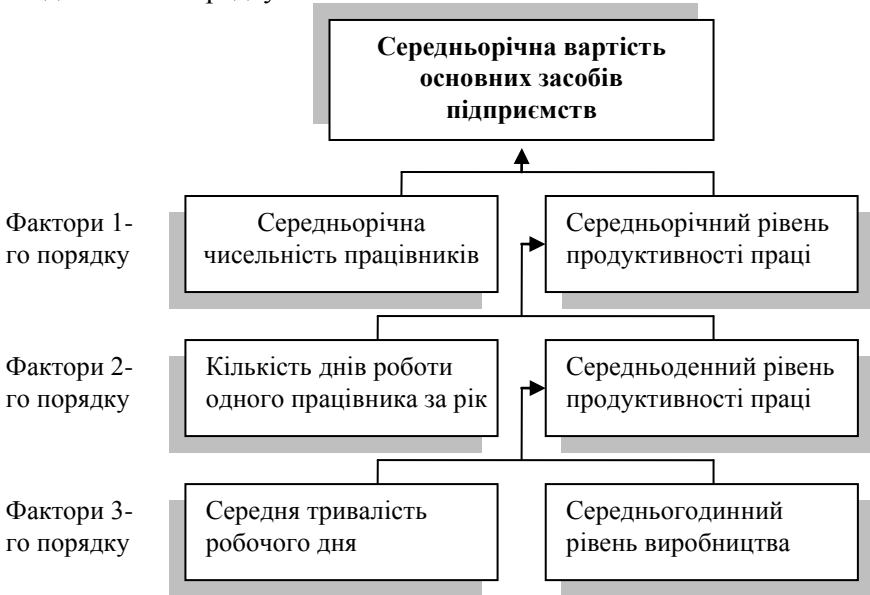 Середньорічна вартість
основних засобів
підприємств
Фактори 1-
го порядку
Середньорічна
чисельність працівників
Середньорічний рівень
продуктивності праці
Фактори 2-
го порядку
Кількість днів роботи
одного працівника за рік
Середньоденний рівень
продуктивності праці
Фактори 3-
го порядку
Середня тривалість
робочого дня
Середньогодинний
рівень виробництва